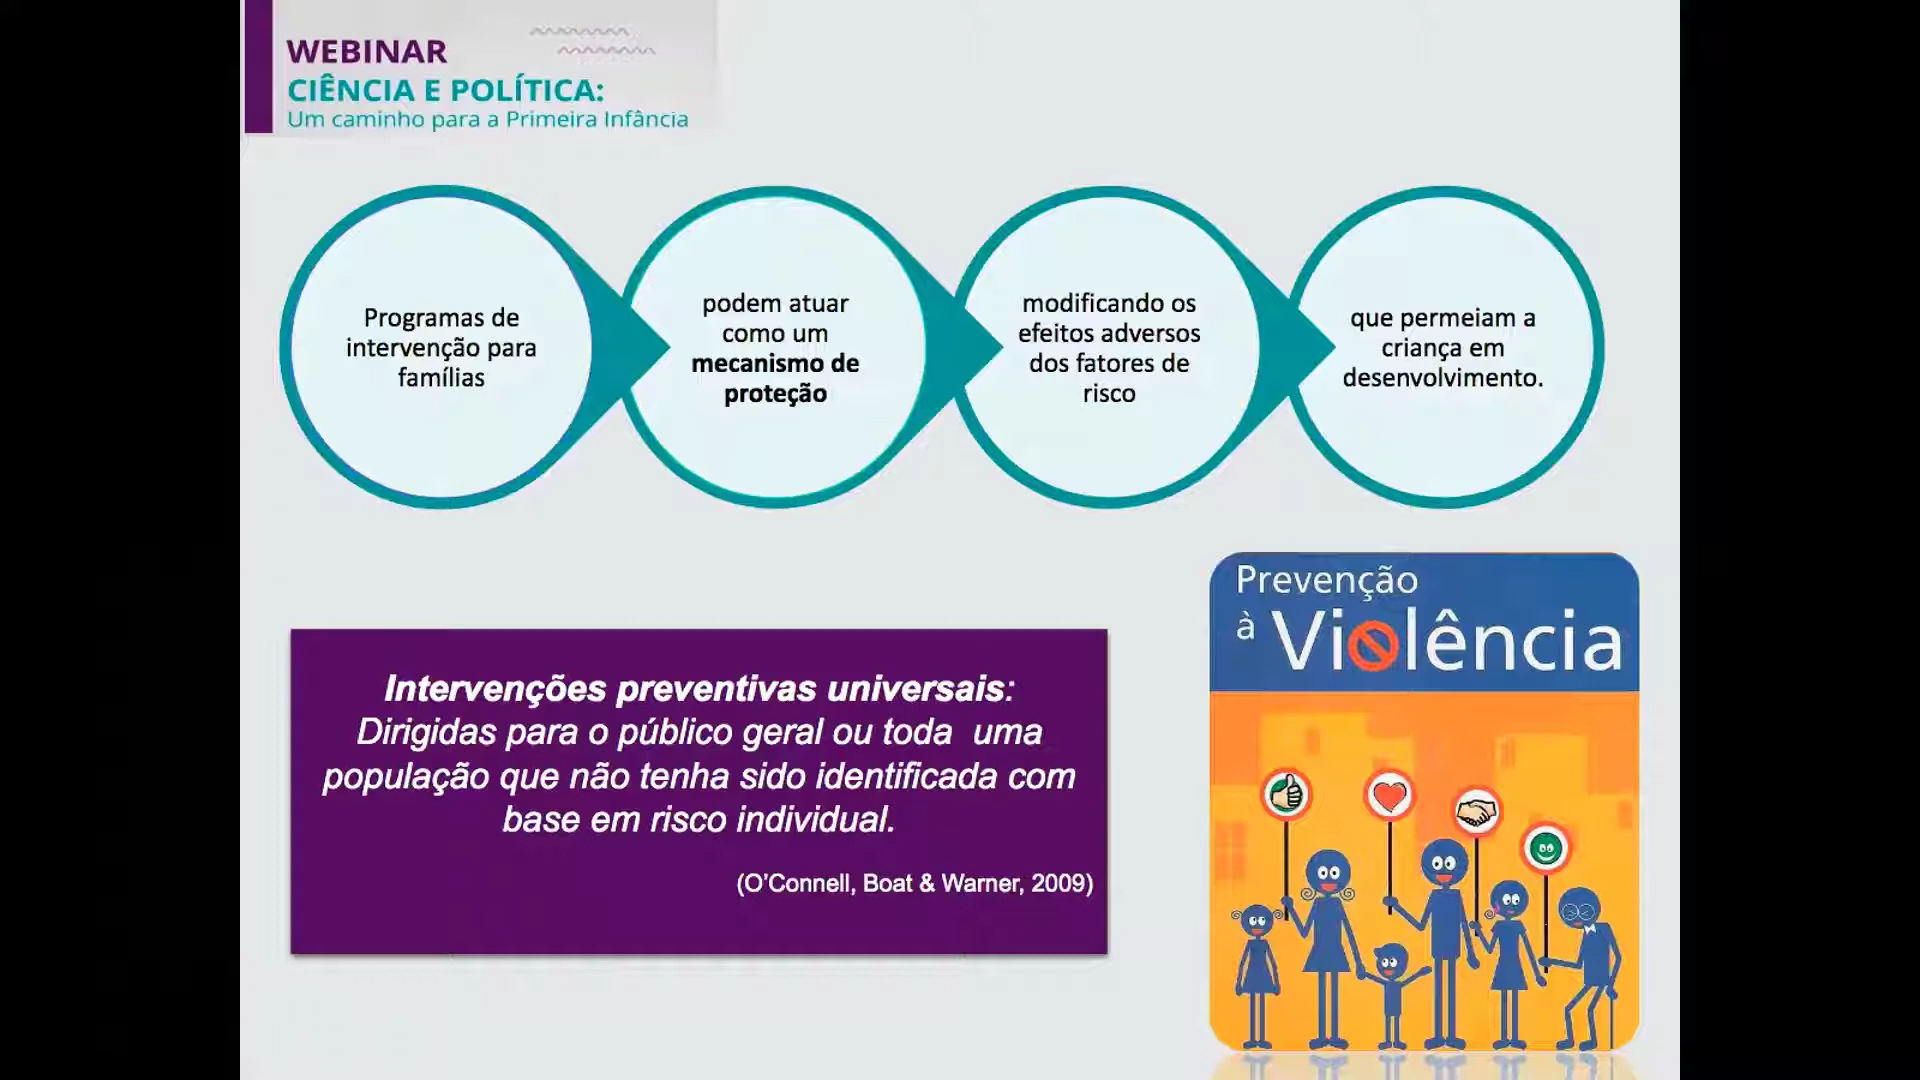 WEBINAR
CIÊNCIA E POLÍTICA:
Um caminho para a Primeira Infância
Programas de
intervenção para
famílias
podem atuar
como um
mecanismo de
proteção
modificando os
efeitos adversos
dos fatores de
risco
que permeiam a
criança em
desenvolvimento.
Intervenções preventivas universais:
Dirigidas para o público geral ou toda uma
população que não tenha sido identificada com
base em risco individual.
(O'Connell, Boat & Warner, 2009)
Prevenção
à Violência